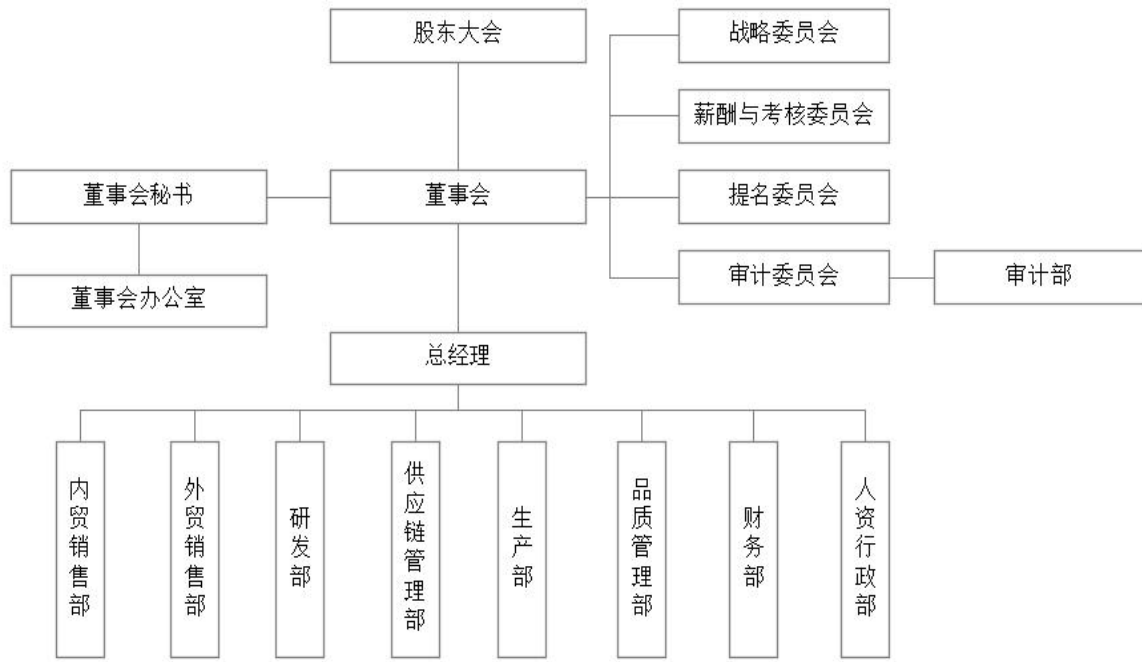 股东大会
战略委员会
薪酬与考核委员会
董事会秘书
董事会
提名委员会
董事会办公室
审计委员会
审计部
总经理
内贸销售部
外贸销售部
研发部
供应链管理部
生产部
品质管理部
财务部
人资行政部